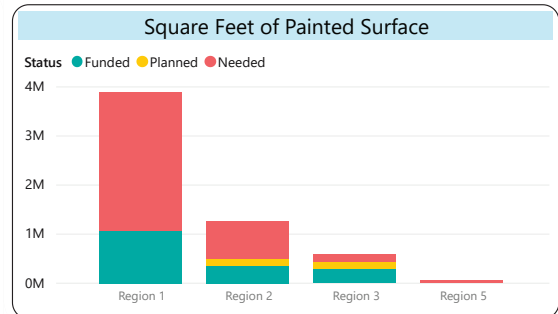 Square Feet of Painted Surface
Status Funded Planned Needed
4M
3M
2M
1M
0M
Region 1 Region 2 Region 3 Region 5